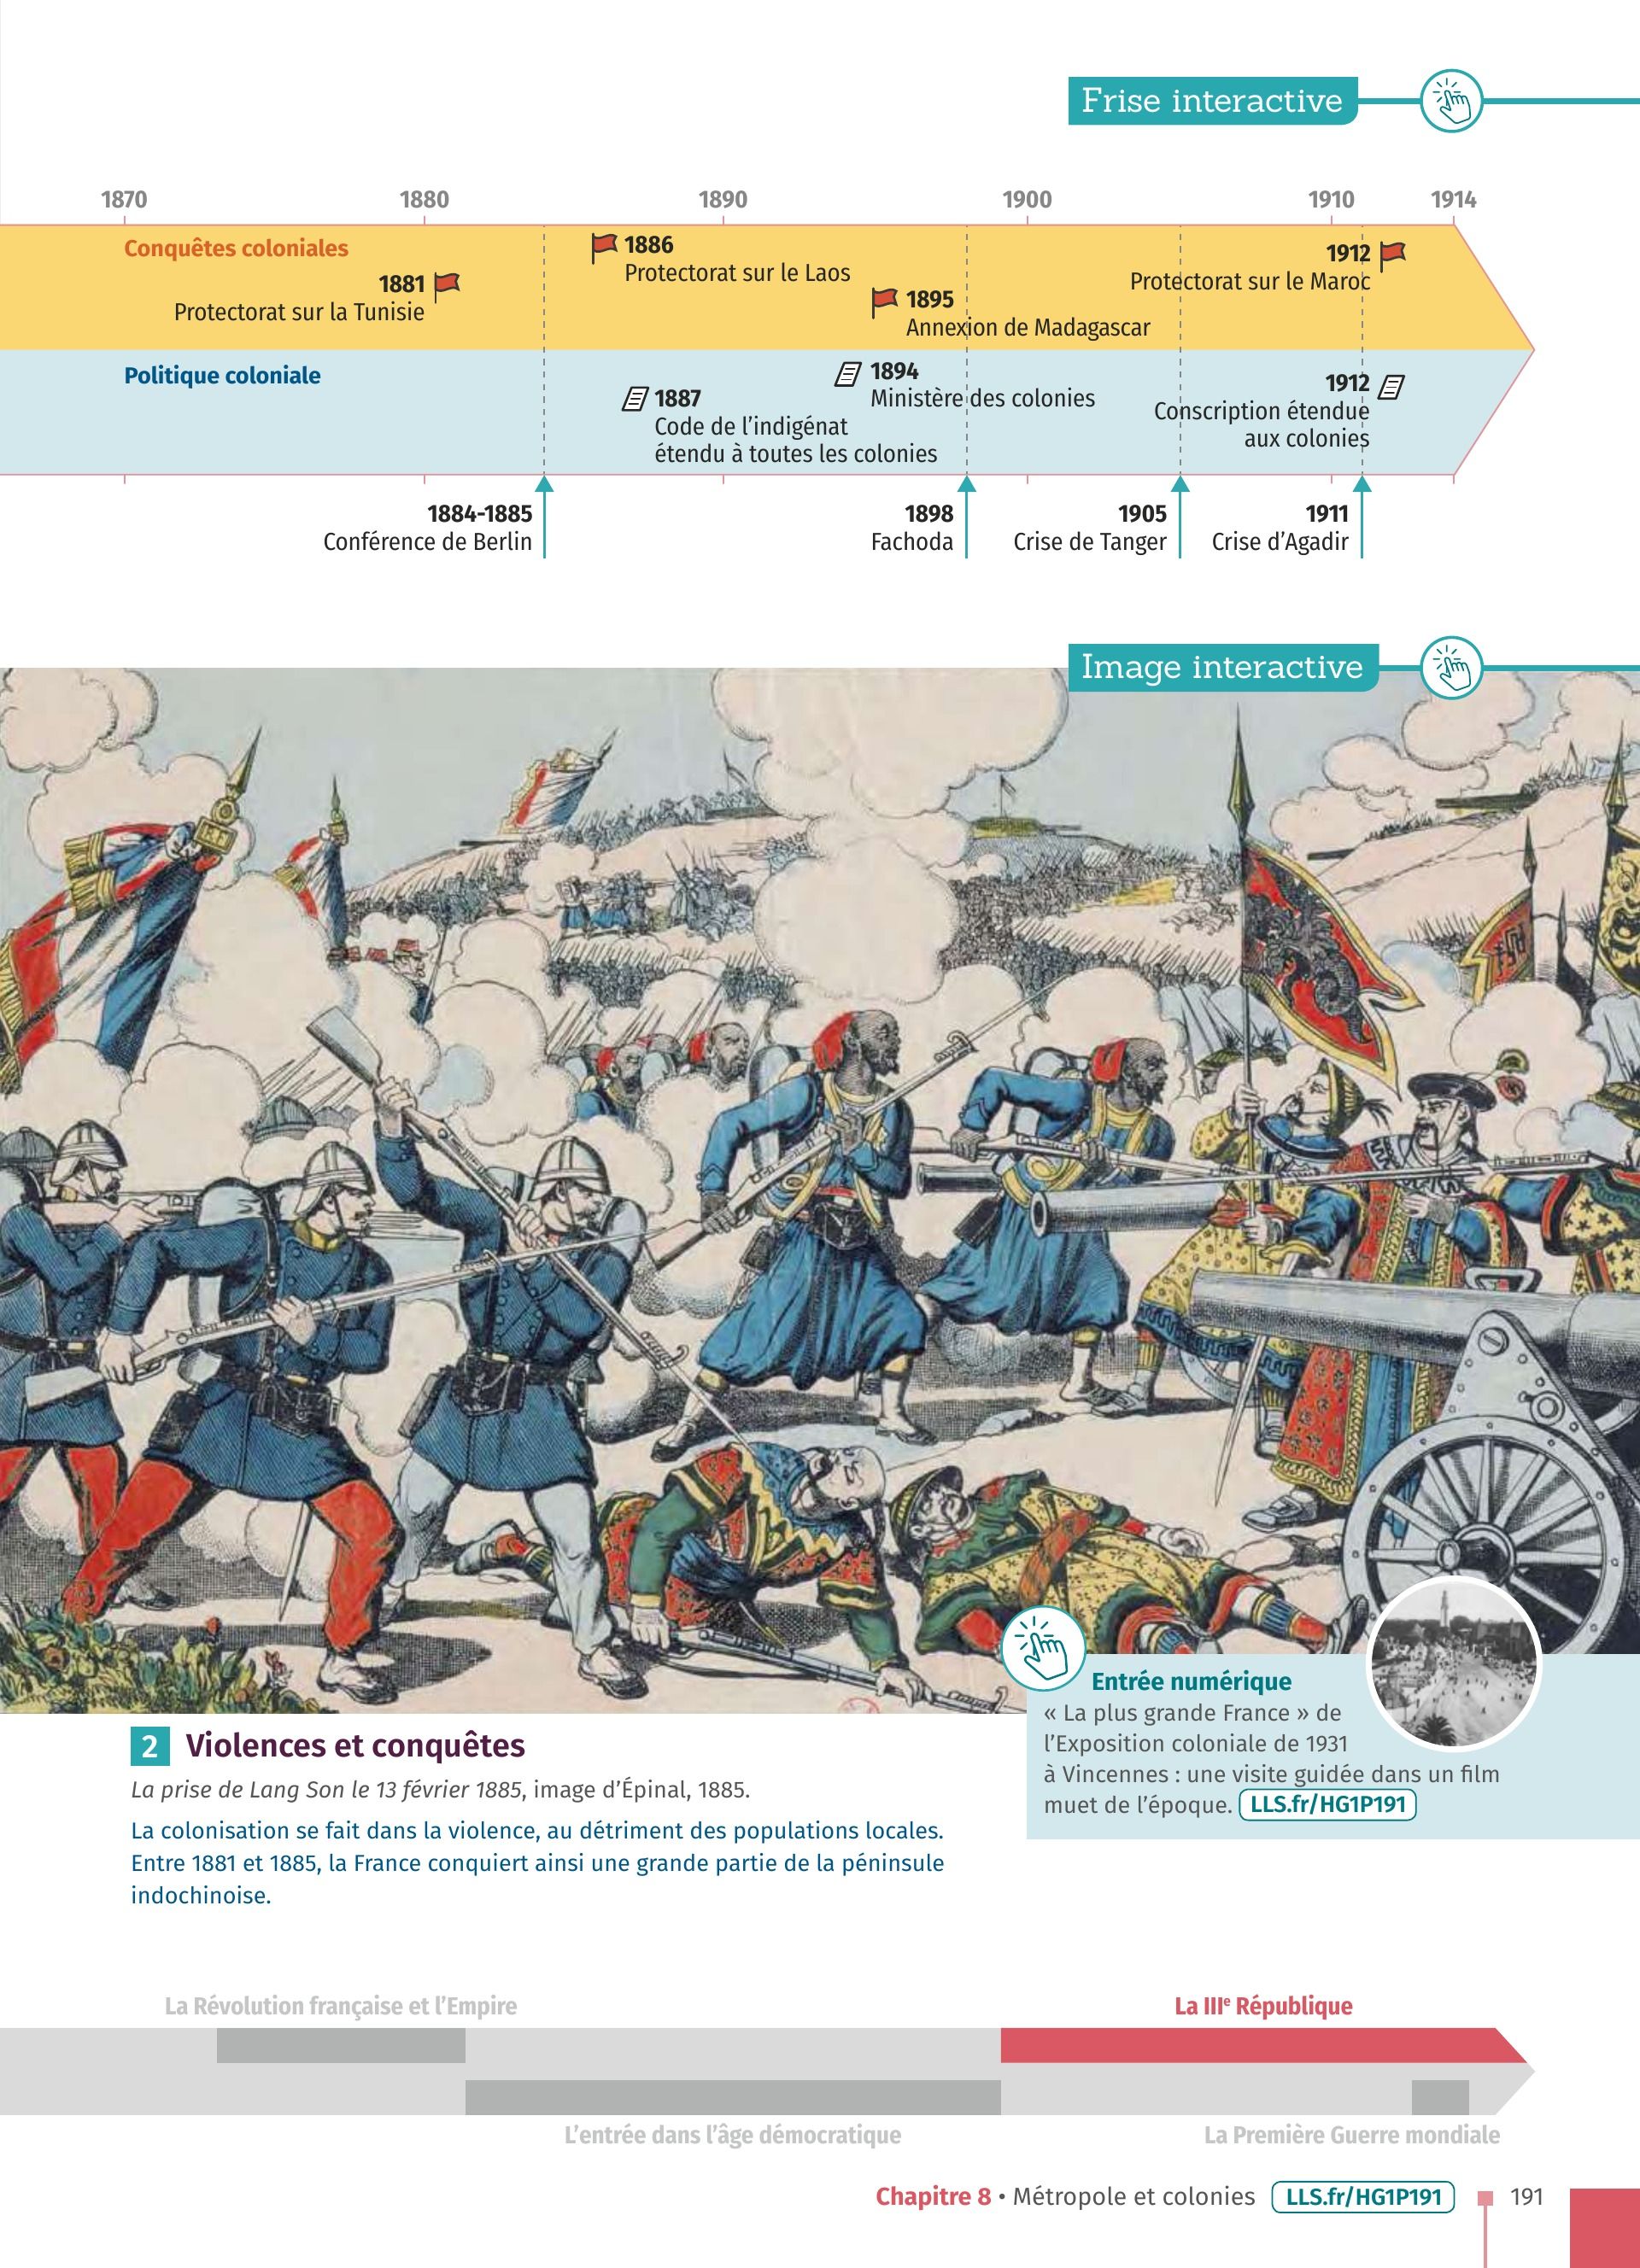 Frise interactive
1870 1880 1890 1900 1910 1914
Conquêtes coloniales
1881
Protectorat sur la Tunisie
1886
Protectorat sur le Laos
1895
Annexion de Madagascar
1912
Protectorat sur le Maroc
Politique coloniale
1887
Code de l’indigénat
étendu à toutes les colonies
1894
Ministère des colonies
1912
Conscription étendue
aux colonies
1884-1885
Conférence de Berlin
1898
Fachoda
1905
Crise de Tanger
1911
Crise d’Agadir
Image interactive
Entrée numérique
« La plus grande France » de
l’Exposition coloniale de 1931
à Vincennes : une visite guidée dans un film
muet de l’époque. LLS.fr/HG1P191
2 Violences et conquêtes
La prise de Lang Son le 13 février 1885, image d’Épinal, 1885.
La colonisation se fait dans la violence, au détriment des populations locales.
Entre 1881 et 1885, la France conquiert ainsi une grande partie de la péninsule
indochinoise.
La Révolution française et l’Empire
La IIIe République
L’entrée dans l’âge démocratique
La Première Guerre mondiale
Chapitre 8 • Métropole et colonies LLS.fr/HG1P191 191